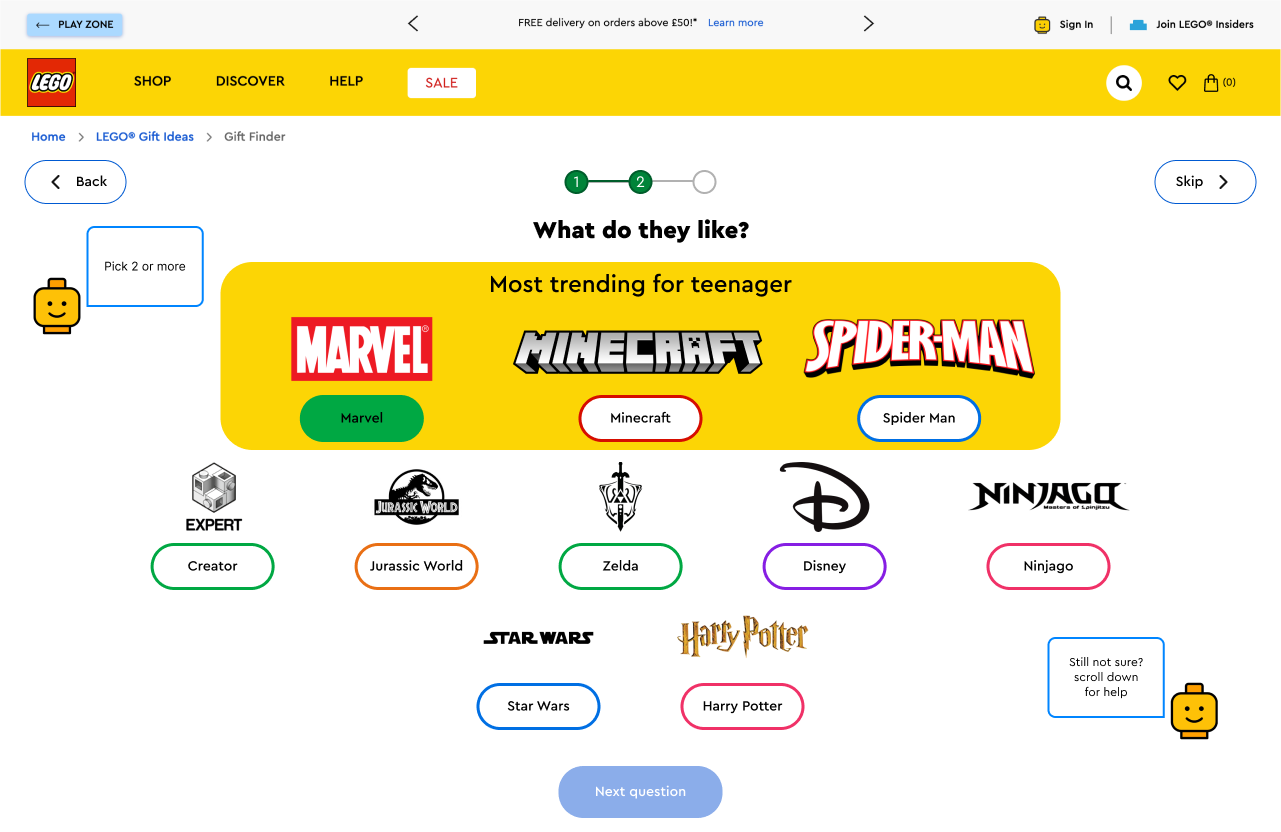 PLAY ZONE
FREE delivery on orders above £50!* Learn more
Sign In
Join LEGO® Insiders
LEGO
SHOP
DISCOVER
HELP
SALE
(0)
Home
LEGO® Gift Ideas
Gift Finder
Back
1
2
Skip
What do they like?
Pick 2 or more
Most trending for teenager
MARVEL®
MINECRAFT
SPIDER-MAN
Marvel
Minecraft
Spider Man
EXPERT
JURASSIC WORLD
D
NINJAGO
Masters of Spinjitzu
Creator
Jurassic World
Zelda
Disney
Ninjago
STAR WARS
Harry Potter
Still not sure?
scroll down
for help
Star Wars
Harry Potter
Next question